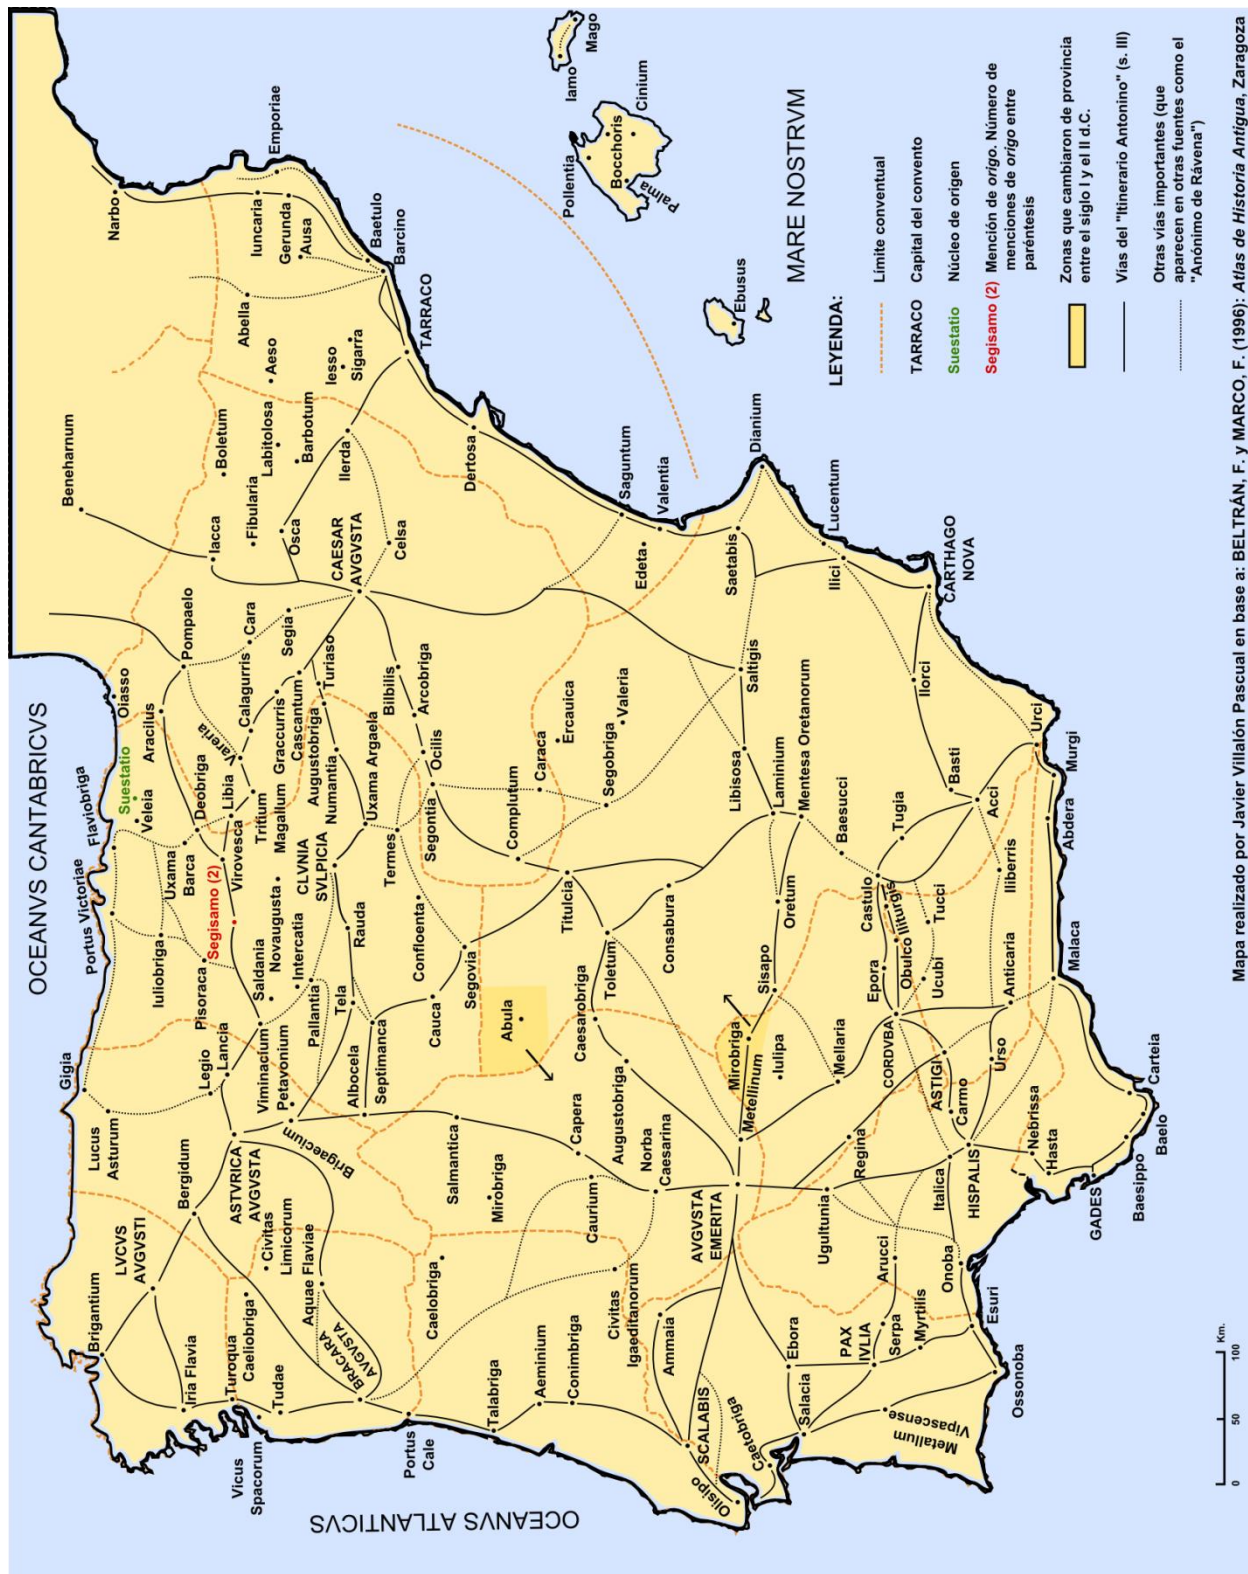 OCEANVS CANTABRICVS
OCEANVS ATLANTICVS
MARE NOSTRVM
Gigia
Portus Victoriae
Flaviobriga
Suestatio
Oiasso
Beneharnum
Narbo
Brigantium
Lucus
Asturum
Veleia
Aracilus
Pompaelo
Iuliobriga
Uxama
Barca
Deobriga
Iacca
Boletum
Abella
Iuncaria
Emporiae
Gerunda
Ausa
LVCVS
AVGVSTI
Bergidum
Legio
Lancia
Pisoraca
Segisamo (2)
Virovesca
Libia
Vareria
Calagurris
Cara
Segia
Fibularia
Osca
Labitolosa
Barbotum
Aeso
Iesso
Sigarra
Baetulo
Barcino
Iria Flavia
Turoqua
Caeliobriga
Vicus
Spacorum
Tudae
Civitas
Limicorum
Aquae Flaviae
ASTVRICA
AVGVSTA
Viminacium
Petavonium
Brigaecium
Saldania
Novaugusta
Intercatia
Pallantia
Tela
Tritium
Magallum
Graccurris
Cascantum
Augustobriga
Numantia
Turiaso
CLVNIA
SVLPICIA
Rauda
Uxama Argaela
CAESAR
AVGVSTA
Celsa
Ilerda
TARRACO
Dertosa
BRACARA
AVGVSTA
Albocela
Septimanca
Cauca
Confloenta
Segovia
Termes
Segontia
Ocilis
Bilbilis
Arcobriga
Portus
Cale
Caelobriga
Salmantica
Mirobriga
Abula
Complutum
Caraca
Ercauica
Segobriga
Valeria
Talabriga
Aeminium
Conimbriga
Civitas
Igaeditanorum
Caurium
Capera
Augustobriga
Norba
Caesarina
Caesarobriga
Toletum
Titulcia
Consabura
Saguntum
Valentia
Edeta
Saetabis
Dianium
Ammaia
SCALABIS
Olisipo
Caetobriga
Salacia
Ebora
AVGVSTA
EMERITA
Metellinum
Mirobriga
Iulipa
Sisapo
Oretum
Laminium
Mentesa Oretanorum
Libisosa
Saltigis
Ilici
Lucentum
CARTHAGO
NOVA
PAX
IVLIA
Serpa
Myrtilis
Metallum
Vipascense
Arucci
Ugultunia
Regina
Mellaria
CORDVBA
Epora
Obulco
Iliturgis
Castulo
Baesucci
Tugia
Tucci
Ucubi
Ilorci
Basti
Acci
Urci
Murgi
Abdera
Iliberris
Ossonoba
Esuri
Onoba
Italica
HISPALIS
Carmo
ASTIGI
Urso
Anticaria
Malaca
Nebrissa
Hasta
GADES
Baesippo
Baelo
Carteia
Iamo
Mago
Pollentia
Bocchoris
Palma
Cinium
Ebusus
LEYENDA:
Límite conventual
TARRACO Capital del convento
Suestatio Núcleo de origen
Segisamo (2) Mención de origo. Número de
menciones de origo entre
paréntesis
Zonas que cambiaron de provincia
entre el siglo I y el II d.C.
Vías del "Itinerario Antonino" (s. III)
Otras vías importantes (que
aparecen en otras fuentes como el
"Anónimo de Rávena")
0 50 100
Km.
Mapa realizado por Javier Villalón Pascual en base a: BELTRÁN, F. y MARCO, F. (1996): Atlas de Historia Antigua, Zaragoza